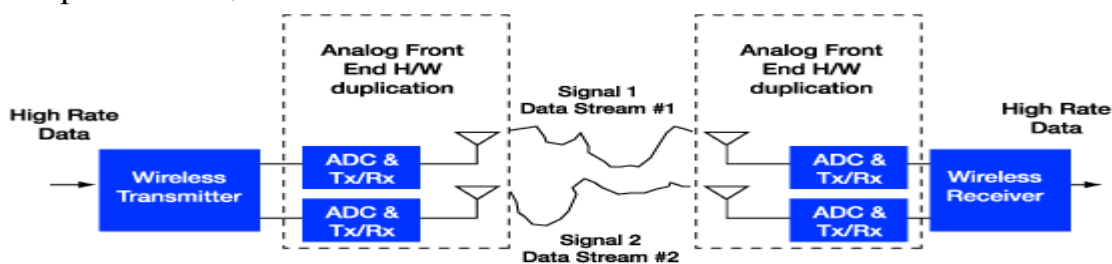 Analog Front
End H/W
duplication
Analog Front
End H/W
duplication
Signal 1
Data Stream #1
High Rate
Data
High Rate
Data
Wireless
Transmitter
ADC &
Tx/Rx
ADC &
Tx/Rx
ADC &
Tx/Rx
ADC &
Tx/Rx
Wireless
Receiver
Signal 2
Data Stream #2